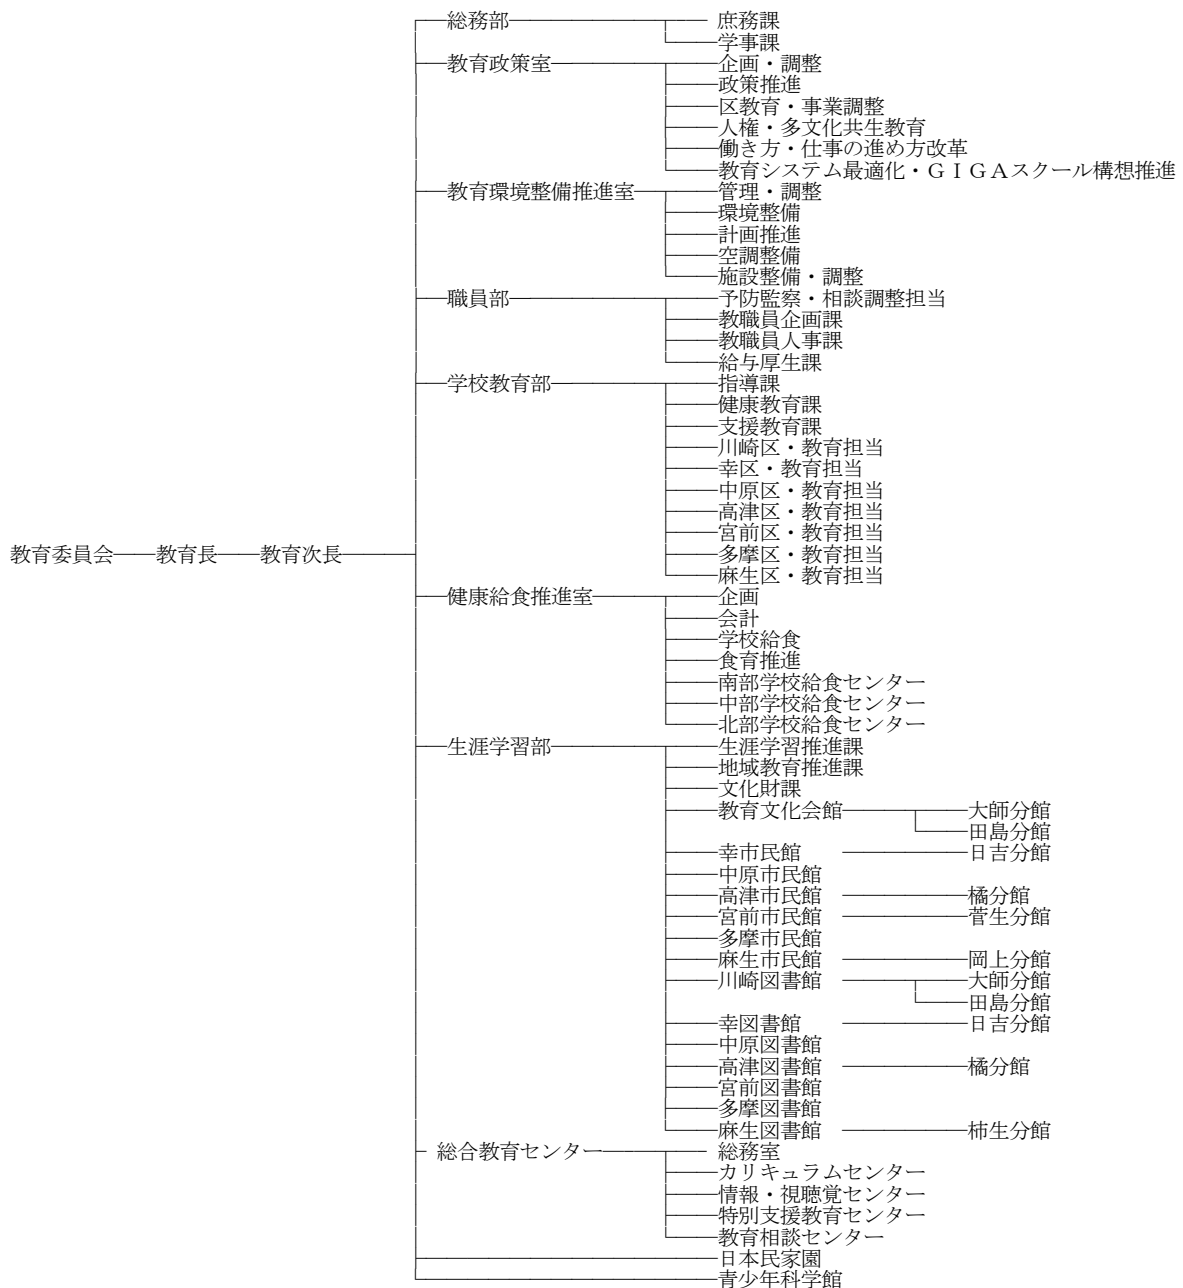 総務部 庶務課
学事課
教育政策室 企画・調整
政策推進
区教育・事業調整
人権・多文化共生教育
働き方・仕事の進め方改革
教育システム最適化・ＧＩＧＡスクール構想推進
教育環境整備推進室 管理・調整
環境整備
計画推進
空調整備
施設整備・調整
職員部 予防監察・相談調整担当
教職員企画課
教職員人事課
給与厚生課
学校教育部 指導課
健康教育課
支援教育課
川崎区・教育担当
幸区・教育担当
中原区・教育担当
高津区・教育担当
宮前区・教育担当
教育委員会 教育長 教育次長 多摩区・教育担当
麻生区・教育担当
健康給食推進室 企画
会計
学校給食
食育推進
南部学校給食センター
中部学校給食センター
北部学校給食センター
生涯学習部 生涯学習推進課
地域教育推進課
文化財課
教育文化会館 大師分館
田島分館
幸市民館 日吉分館
中原市民館
高津市民館 橘分館
宮前市民館 菅生分館
多摩市民館
麻生市民館 岡上分館
川崎図書館 大師分館
田島分館
幸図書館 日吉分館
中原図書館
高津図書館 橘分館
宮前図書館
多摩図書館
麻生図書館 柿生分館
総合教育センター 総務室
カリキュラムセンター
情報・視聴覚センター
特別支援教育センター
教育相談センター
日本民家園
青少年科学館